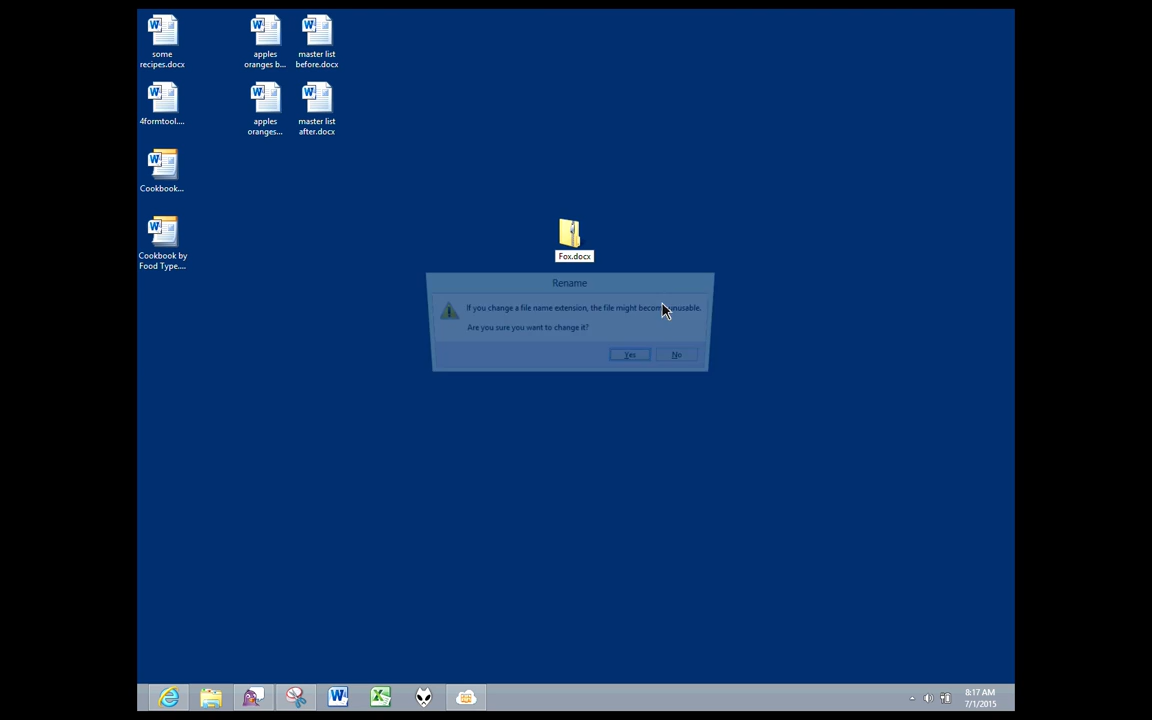 some
recipes.docx
apples
oranges b...
master list
before.docx
4formtool....
apples
oranges...
master list
after.docx
Cookbook...
Cookbook by
Food Type....
Fox.docx
Rename
If you change a file name extension, the file might become unusable.
Are you sure you want to change it?
Yes
No
8:17 AM
7/1/2015